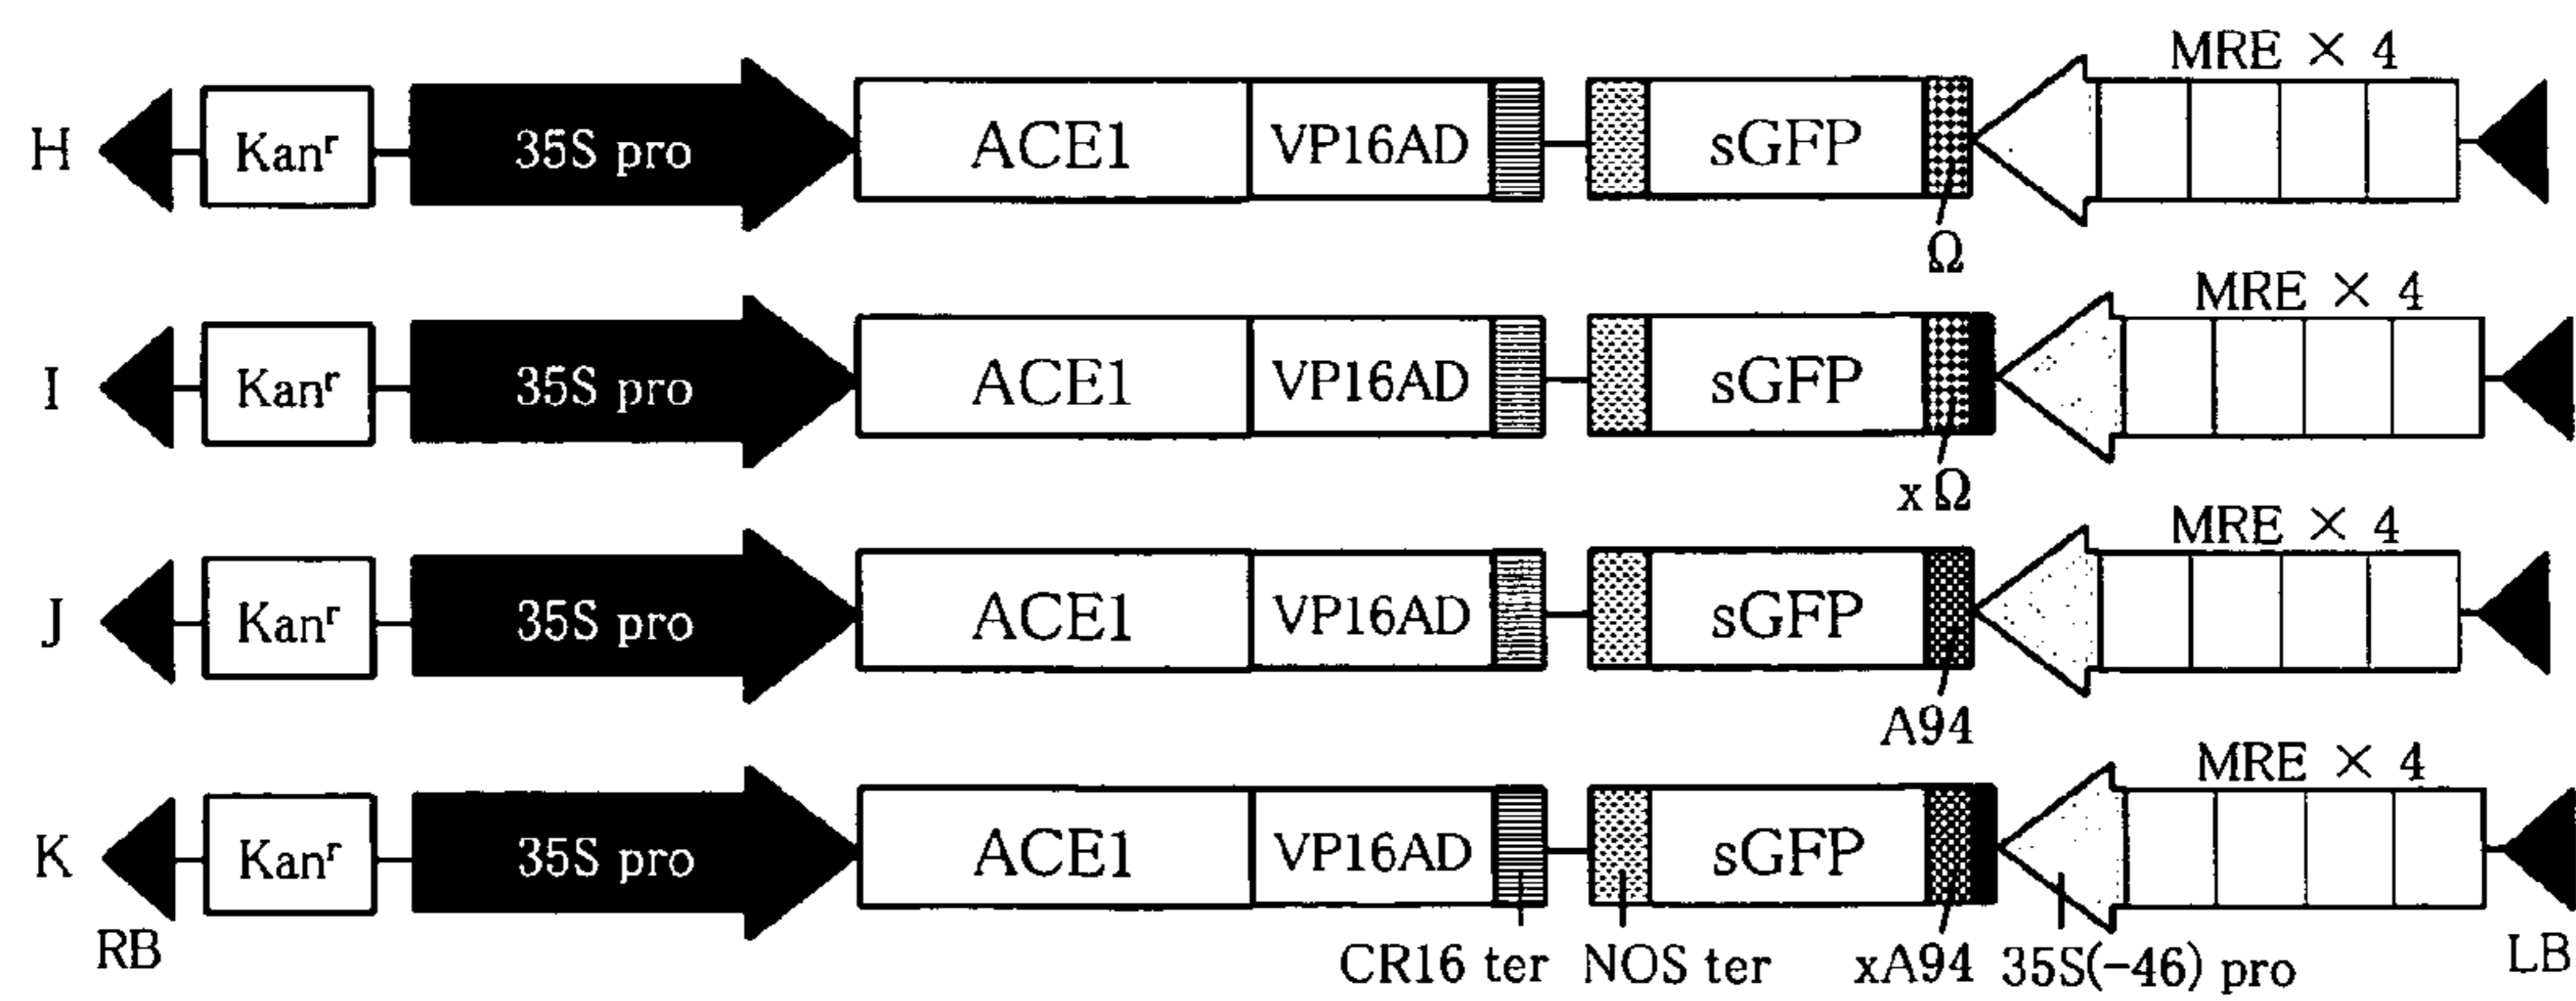 MRE × 4
H Kanʳ 35S pro ACE1 VP16AD sGFP
Ω
MRE × 4
I Kanʳ 35S pro ACE1 VP16AD sGFP
xΩ
MRE × 4
J Kanʳ 35S pro ACE1 VP16AD sGFP
A94
MRE × 4
K Kanʳ 35S pro ACE1 VP16AD sGFP
RB CR16 ter NOS ter xA94 35S(-46) pro LB